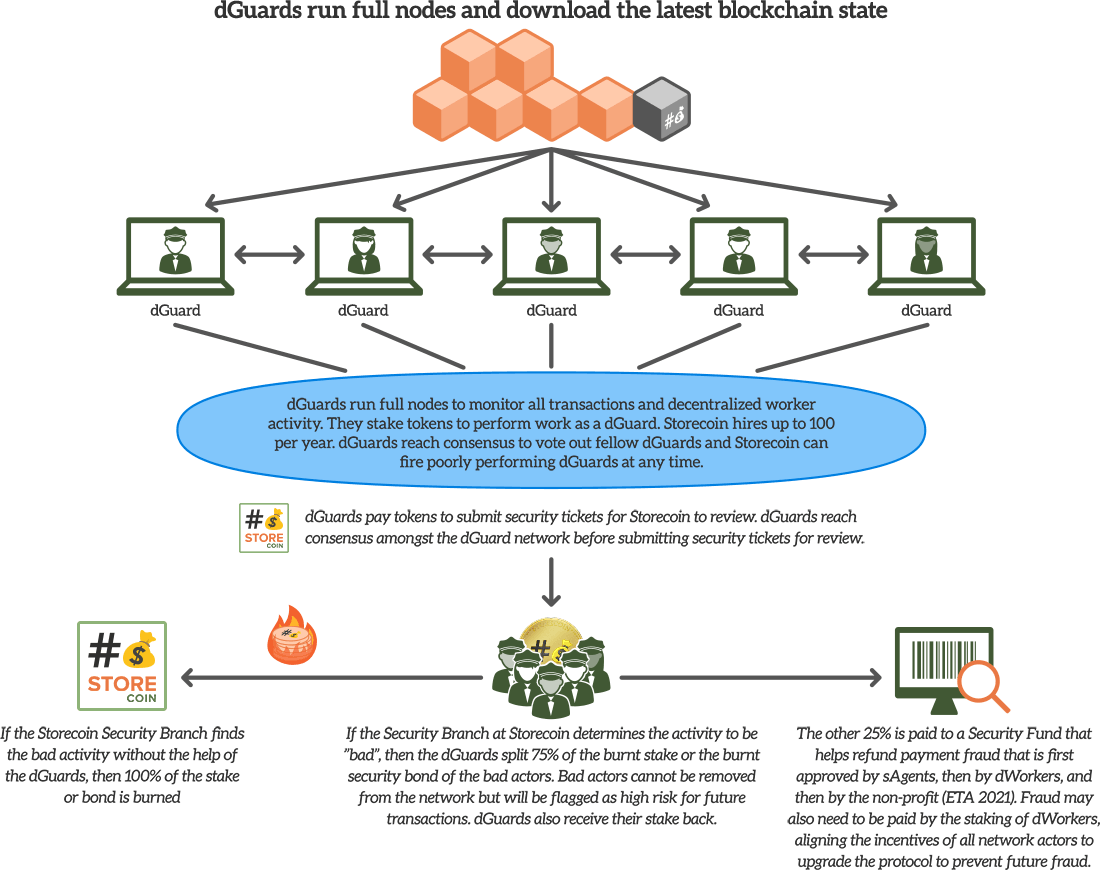 dGuards run full nodes and download the latest blockchain state
#
dGuard
dGuard
dGuard
dGuard
dGuard
dGuards run full nodes to monitor all transactions and decentralized worker
activity. They stake tokens to perform work as a dGuard. Storecoin hires up to 100
per year. dGuards reach consensus to vote out fellow dGuards and Storecoin can
fire poorly performing dGuards at any time.
#$
STORE
COIN
dGuards pay tokens to submit security tickets for Storecoin to review. dGuards reach
consensus amongst the dGuard network before submitting security tickets for review.
#$
STORE
COIN
#
If the Storecoin Security Branch finds
the bad activity without the help of
the dGuards, then 100% of the stake
or bond is burned
If the Security Branch at Storecoin determines the activity to be
”bad”, then the dGuards split 75% of the burnt stake or the burnt
security bond of the bad actors. Bad actors cannot be removed
from the network but will be flagged as high risk for future
transactions. dGuards also receive their stake back.
The other 25% is paid to a Security Fund that
helps refund payment fraud that is first
approved by sAgents, then by dWorkers, and
then by the non-profit (ETA 2021). Fraud may
also need to be paid by the staking of dWorkers,
aligning the incentives of all network actors to
upgrade the protocol to prevent future fraud.